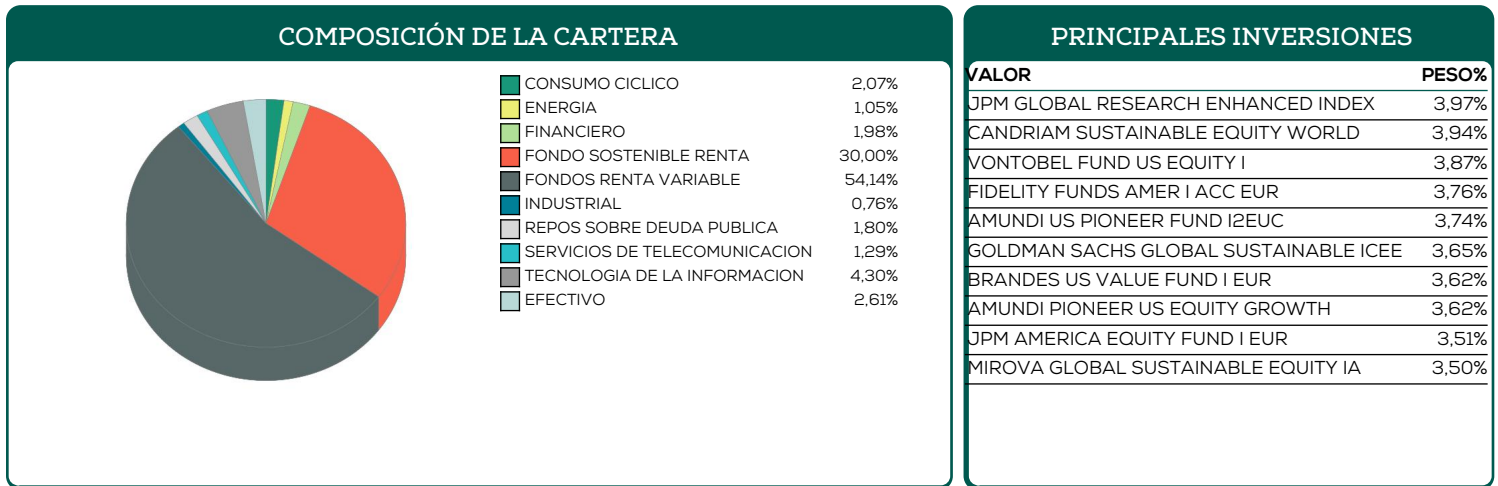 COMPOSICIÓN DE LA CARTERA
CONSUMO CICLICO 2,07%
ENERGIA 1,05%
FINANCIERO 1,98%
FONDO SOSTENIBLE RENTA 30,00%
FONDOS RENTA VARIABLE 54,14%
INDUSTRIAL 0,76%
REPOS SOBRE DEUDA PUBLICA 1,80%
SERVICIOS DE TELECOMUNICACION 1,29%
TECNOLOGIA DE LA INFORMACION 4,30%
EFECTIVO 2,61%
PRINCIPALES INVERSIONES
VALOR PESO%
JPM GLOBAL RESEARCH ENHANCED INDEX 3,97%
CANDRIAM SUSTAINABLE EQUITY WORLD 3,94%
VONTOBEL FUND US EQUITY I 3,87%
FIDELITY FUNDS AMER I ACC EUR 3,76%
AMUNDI US PIONEER FUND I2EUC 3,74%
GOLDMAN SACHS GLOBAL SUSTAINABLE ICEE 3,65%
BRANDES US VALUE FUND I EUR 3,62%
AMUNDI PIONEER US EQUITY GROWTH 3,62%
JPM AMERICA EQUITY FUND I EUR 3,51%
MIROVA GLOBAL SUSTAINABLE EQUITY IA 3,50%